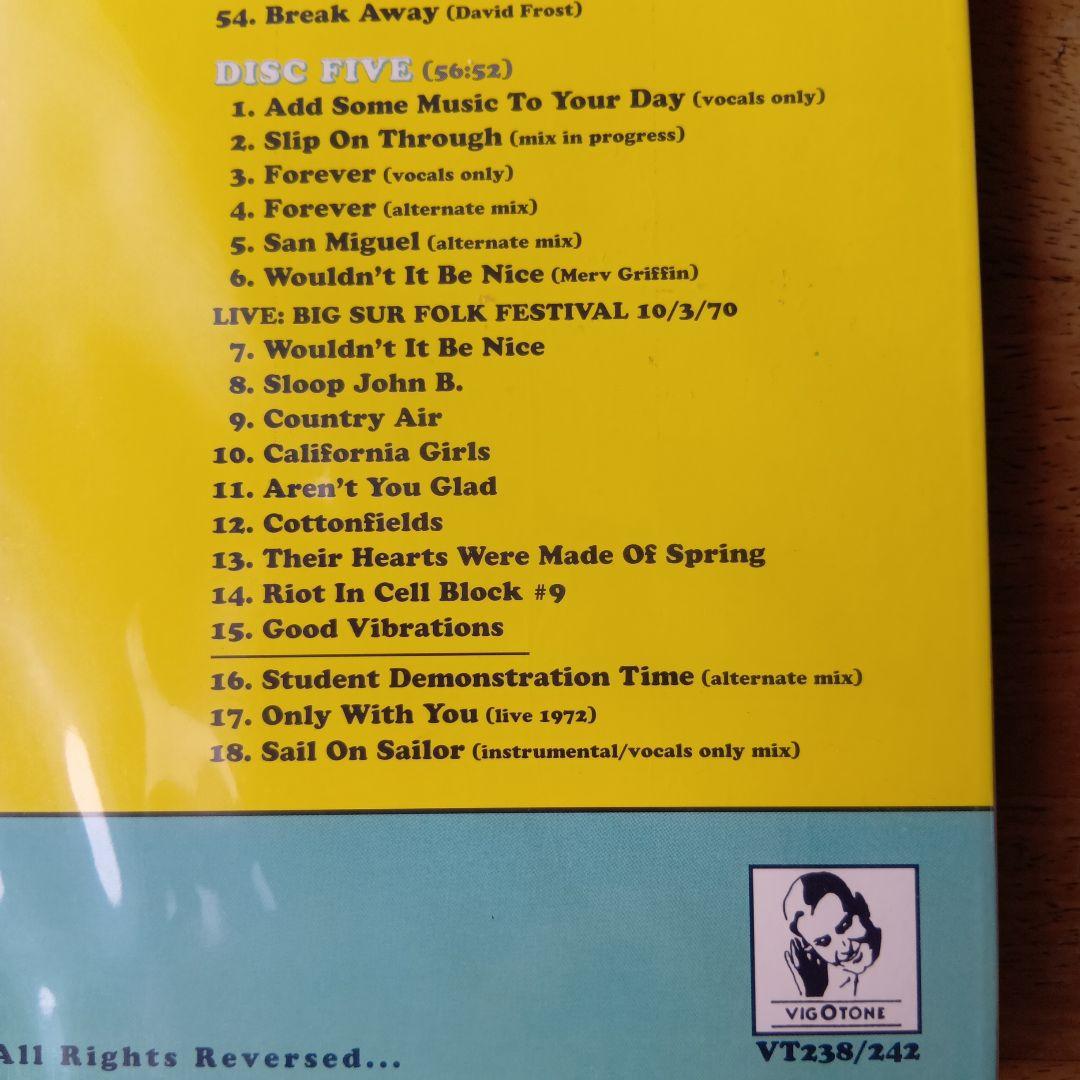 54. Break Away (David Frost)
DISC FIVE (56:52)
1. Add Some Music To Your Day (vocals only)
2. Slip On Through (mix in progress)
3. Forever (vocals only)
4. Forever (alternate mix)
5. San Miguel (alternate mix)
6. Wouldn't It Be Nice (Merv Griffin)
LIVE: BIG SUR FOLK FESTIVAL 10/3/70
7. Wouldn't It Be Nice
8. Sloop John B.
9. Country Air
10. California Girls
11. Aren't You Glad
12. Cottonfields
13. Their Hearts Were Made Of Spring
14. Riot In Cell Block #9
15. Good Vibrations
16. Student Demonstration Time (alternate mix)
17. Only With You (live 1972)
18. Sail On Sailor (instrumental/vocals only mix)
VIGOTONE
VT238/242
All Rights Reversed...